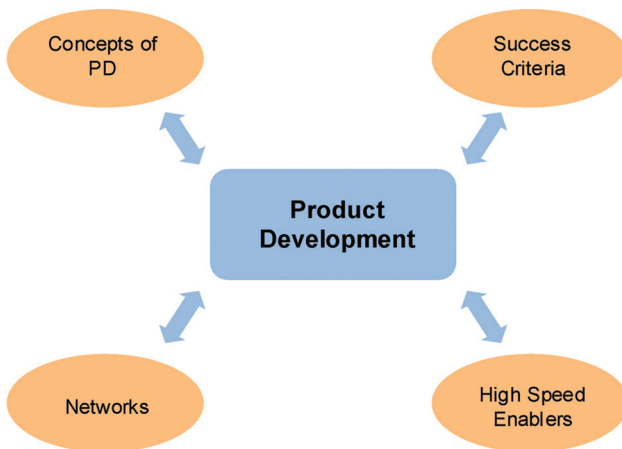 Concepts of
PD
Success
Criteria
Product
Development
Networks
High Speed
Enablers